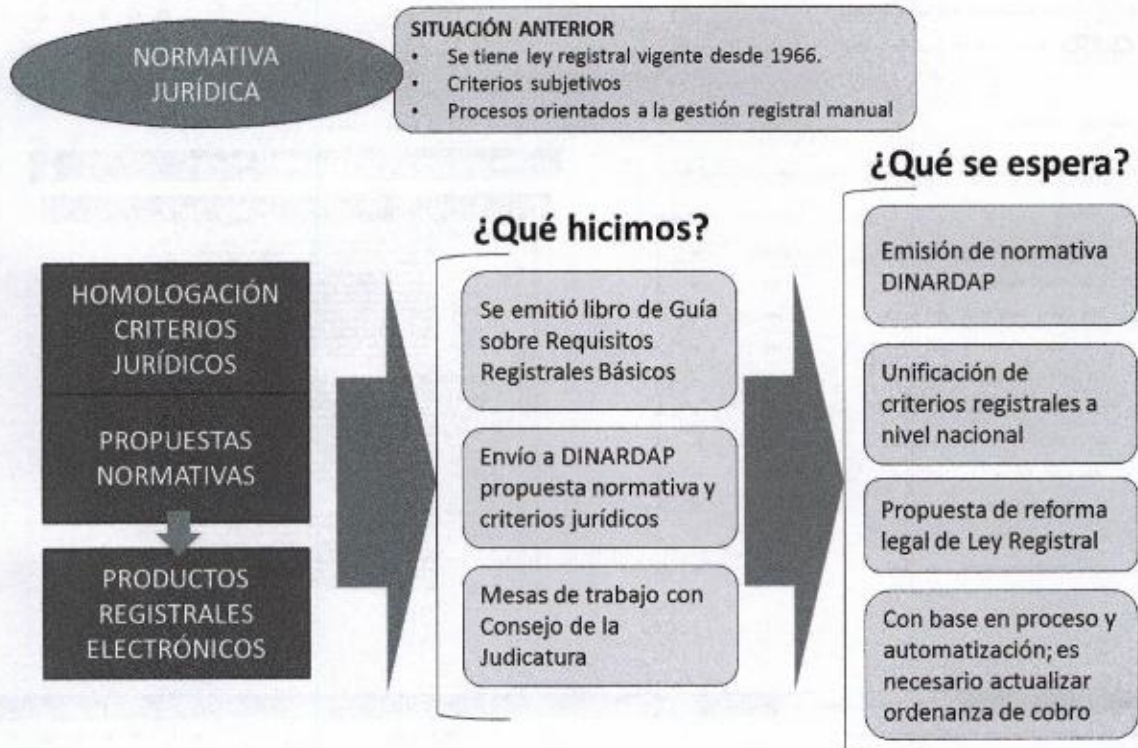 NORMATIVA
JURÍDICA
SITUACIÓN ANTERIOR
• Se tiene ley registral vigente desde 1966.
• Criterios subjetivos
• Procesos orientados a la gestión registral manual
HOMOLOGACIÓN
CRITERIOS
JURÍDICOS
PROPUESTAS
NORMATIVAS
PRODUCTOS
REGISTRALES
ELECTRÓNICOS
¿Qué hicimos?
Se emitió libro de Guía
sobre Requisitos
Registrales Básicos
Envío a DINARDAP
propuesta normativa y
criterios jurídicos
Mesas de trabajo con
Consejo de la
Judicatura
¿Qué se espera?
Emisión de normativa
DINARDAP
Unificación de
criterios registrales a
nivel nacional
Propuesta de reforma
legal de Ley Registral
Con base en proceso y
automatización; es
necesario actualizar
ordenanza de cobro